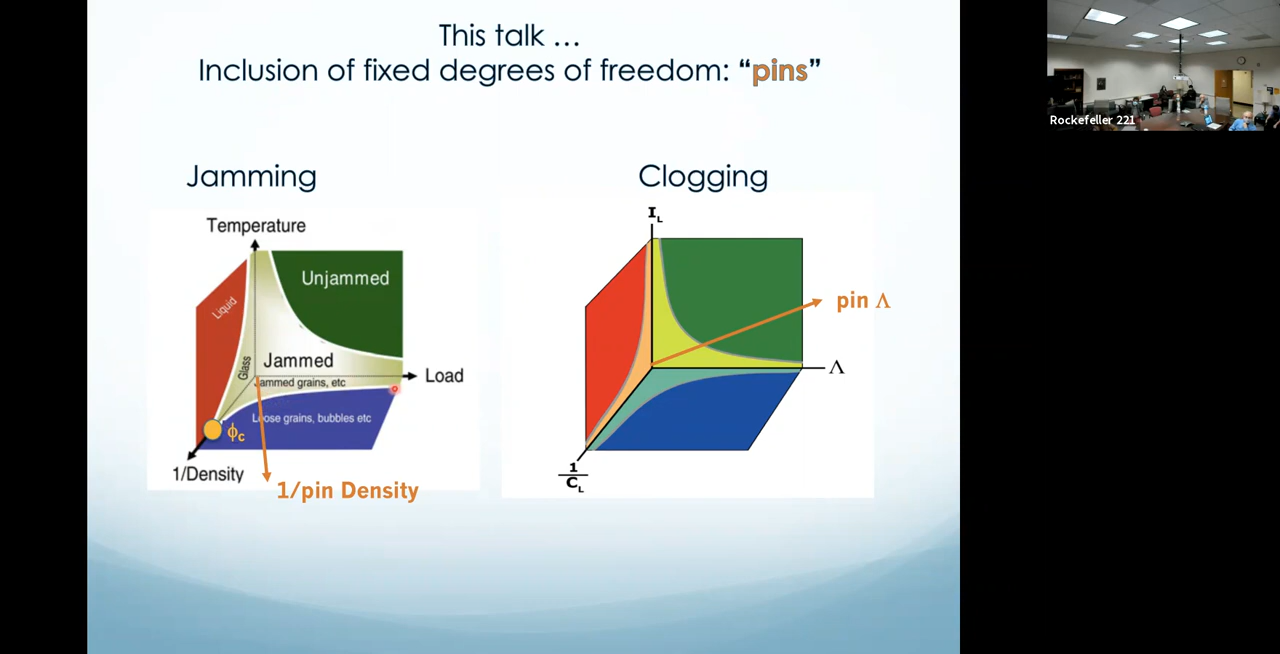 This talk …
Inclusion of fixed degrees of freedom: “pins”
Jamming
Clogging
Temperature
Unjammed
Liquid
Glass
Jammed
Jammed grains, etc
Load
Loose grains, bubbles etc
ϕc
1/Density
1/pin Density
IL
pin Λ
Λ
1
CL
Rockefeller 221